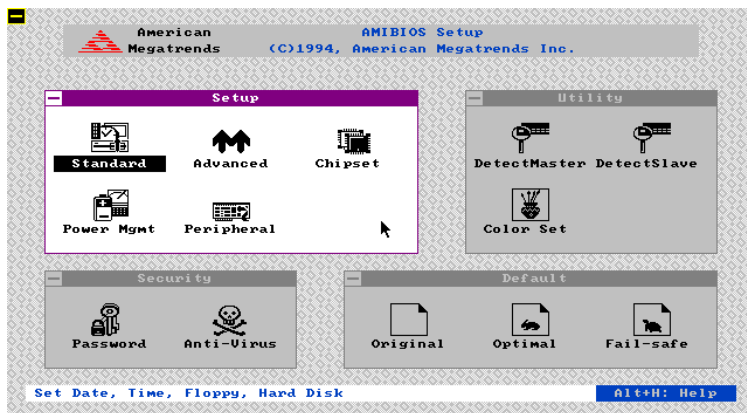 American
Megatrends
AMIBIOS Setup
(C)1994, American Megatrends Inc.
Setup
Standard Advanced Chipset
Power Mgmt Peripheral
Utility
DetectMaster DetectSlave
Color Set
Security
Password Anti-Virus
Default
Original Optimal Fail-safe
Set Date, Time, Floppy, Hard Disk
Alt+H: Help